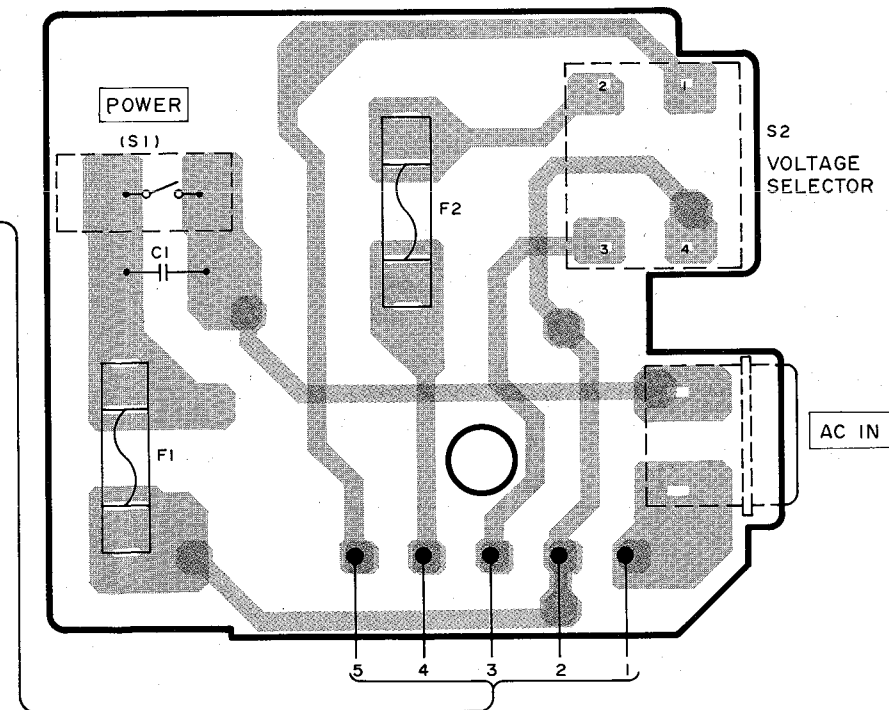 POWER
(S1)
2
1
S2
VOLTAGE
SELECTOR
F2
3
4
C1
F1
AC IN
5 4 3 2 1